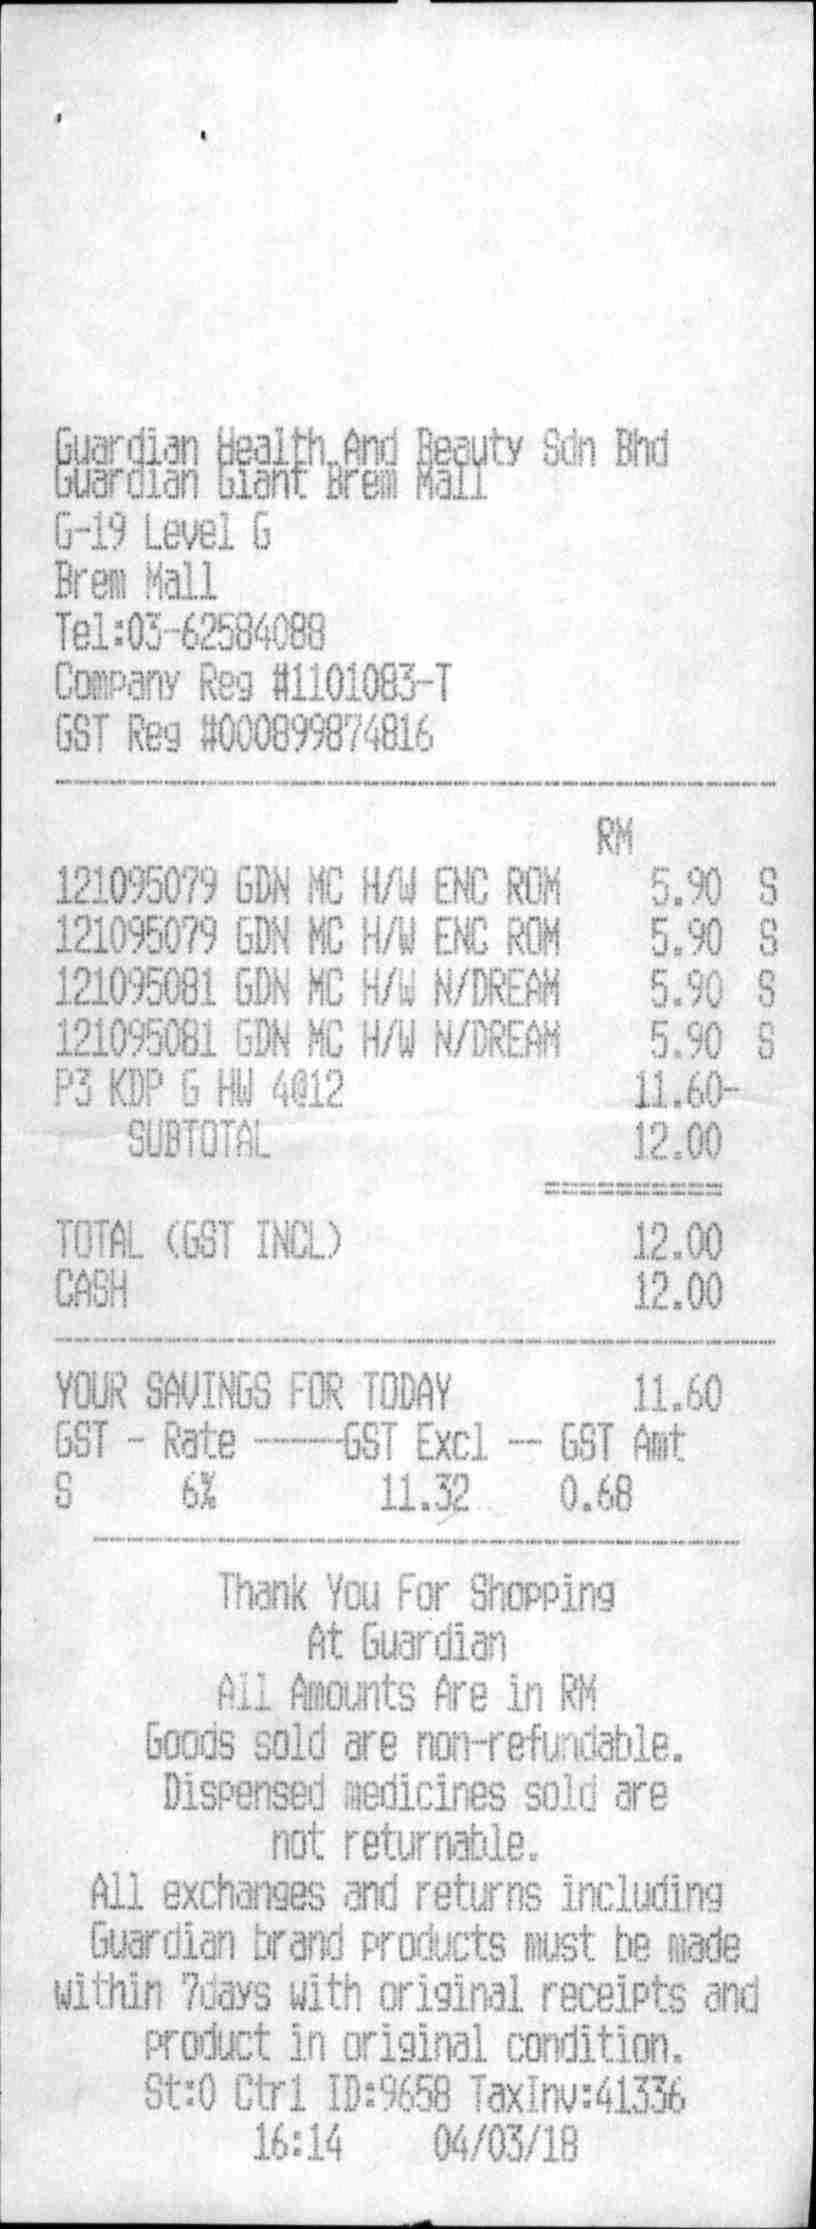 Guardian Health And Beauty Sdn Bhd
Guardian Giant Brem Mall
G-19 Level G
Brem Mall
Tel:03-62584088
Company Reg #1101083-T
GST Reg #000899874816
RM
121095079 GDN MC H/W ENC ROM 5.90 S
121095079 GDN MC H/W ENC ROM 5.90 S
121095081 GDN MC H/W N/DREAM 5.90 S
121095081 GDN MC H/W N/DREAM 5.90 S
P3 KDP G HW 4@12 11.60-
SUBTOTAL 12.00
============
TOTAL (GST INCL) 12.00
CASH 12.00
YOUR SAVINGS FOR TODAY 11.60
GST - Rate -----GST Excl -- GST Amt
S 6% 11.32 0.68
Thank You For Shopping
At Guardian
All Amounts Are in RM
Goods sold are non-refundable.
Dispensed medicines sold are
not returnable.
All exchanges and returns including
Guardian brand products must be made
within 7days with original receipts and
product in original condition.
St:0 Ctr1 ID:9658 TaxInv:41336
16:14 04/03/18